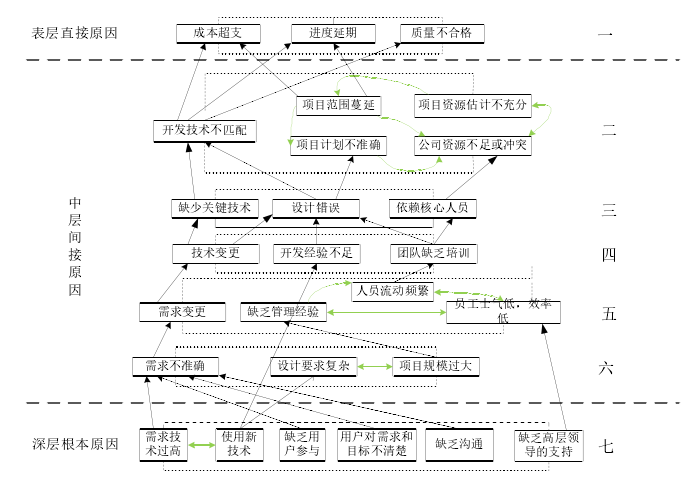 表层直接原因
成本超支
进度延期
质量不合格
一
项目范围蔓延
项目资源估计不充分
开发技术不匹配
二
项目计划不准确
公司资源不足或冲突
中层间接原因
缺少关键技术
设计错误
依赖核心人员
三
技术变更
开发经验不足
团队缺乏培训
四
人员流动频繁
需求变更
缺乏管理经验
员工士气低.效率
低
五
需求不准确
设计要求复杂
项目规模过大
六
深层根本原因
需求技
术过高
使用新
技术
缺乏用
户参与
用户对需求和
目标不清楚
缺乏沟通
缺乏高层领
导的支持
七